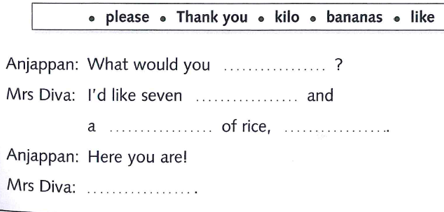 • please • Thank you • kilo • bananas • like
Anjappan: What would you ................. ?
Mrs Diva: I'd like seven ................. and
a ................. of rice, ..................
Anjappan: Here you are!
Mrs Diva: .................. .